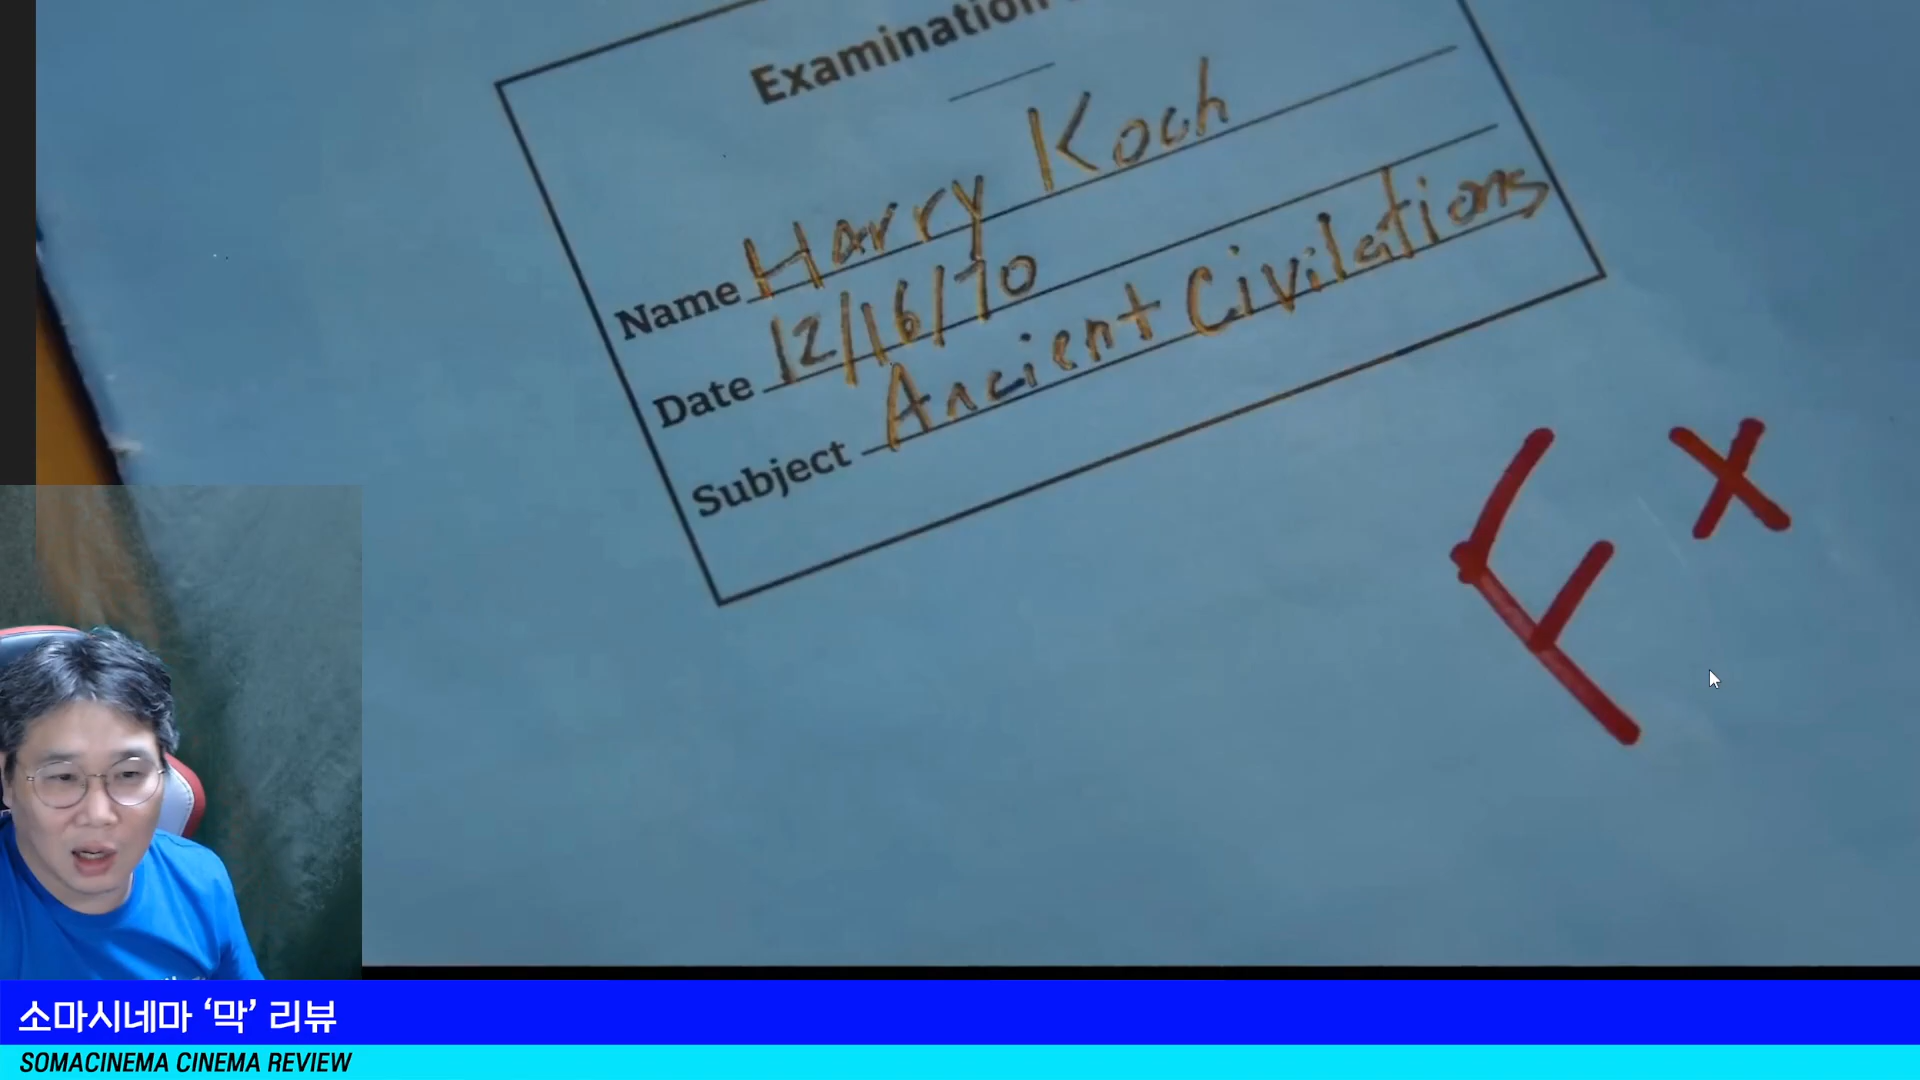 Examination
Name Harry Koch
Date 12/16/70
Subject Ancient Civilations
F+
소마시네마 ‘막’ 리뷰
SOMACINEMA CINEMA REVIEW